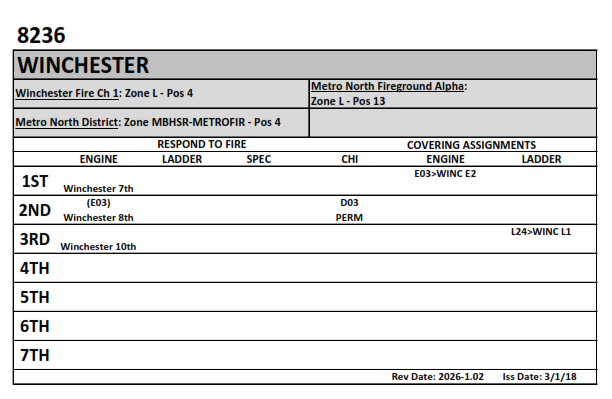 8236
WINCHESTER
Winchester Fire Ch 1: Zone L - Pos 4
Metro North Fireground Alpha:
Zone L - Pos 13
Metro North District: Zone MBHSR-METROFIR - Pos 4
RESPOND TO FIRE COVERING ASSIGNMENTS
ENGINE LADDER SPEC CHI ENGINE LADDER
1ST E03>WINC E2
Winchester 7th
2ND (E03) D03
Winchester 8th PERM
3RD L24>WINC L1
Winchester 10th
4TH
5TH
6TH
7TH
Rev Date: 2026-1.02 Iss Date: 3/1/18